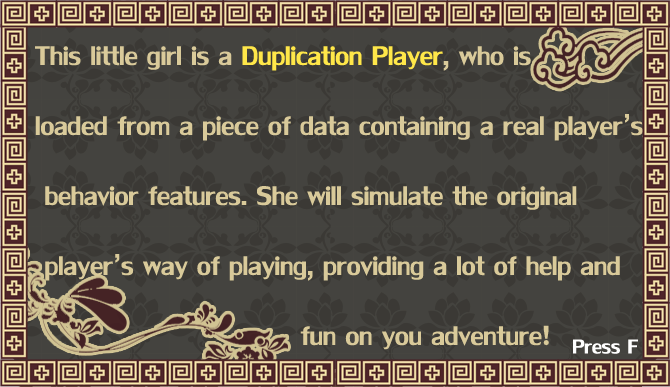 This little girl is a Duplication Player, who is
loaded from a piece of data containing a real player's
behavior features. She will simulate the original
player's way of playing, providing a lot of help and
fun on you adventure!
Press F